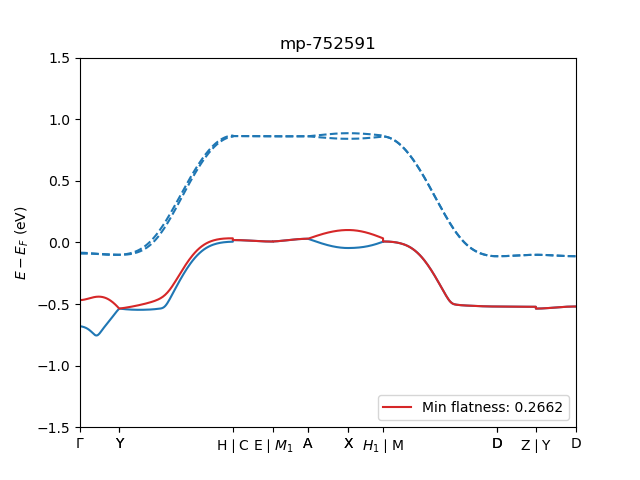 mp-752591
E − E_F (eV)
1.5
1.0
0.5
0.0
−0.5
−1.0
−1.5
Min flatness: 0.2662
Γ Y H | C E | M₁ A X H₁ | M D Z | Y D